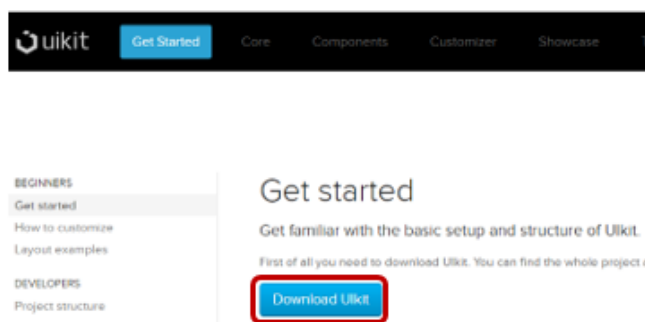 uikit Get Started Core Components Customizer Showcase
BEGINNERS
Get started
How to customize
Layout examples
DEVELOPERS
Project structure
Get started
Get familiar with the basic setup and structure of UIkit.
First of all you need to download UIkit. You can find the whole project
Download UIkit